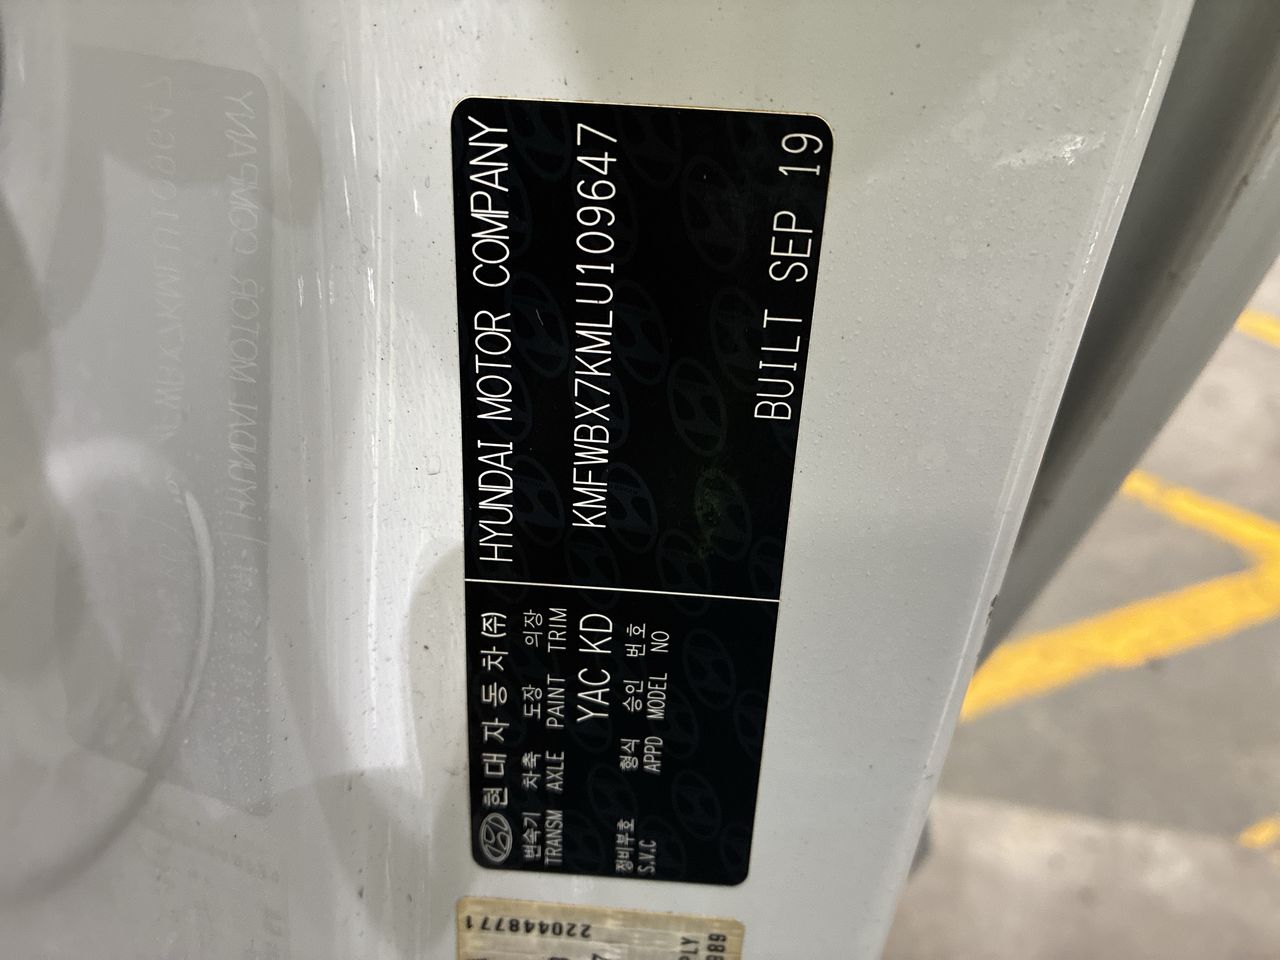 현대자동차(주)
HYUNDAI MOTOR COMPANY
변속기 차축 도장 의장
TRANSM AXLE PAINT TRIM
YAC KD
KMFWBX7KMLU109647
정비부호 형식 승인 번호
S.V.C APPD MODEL NO
BUILT SEP 19
220448771